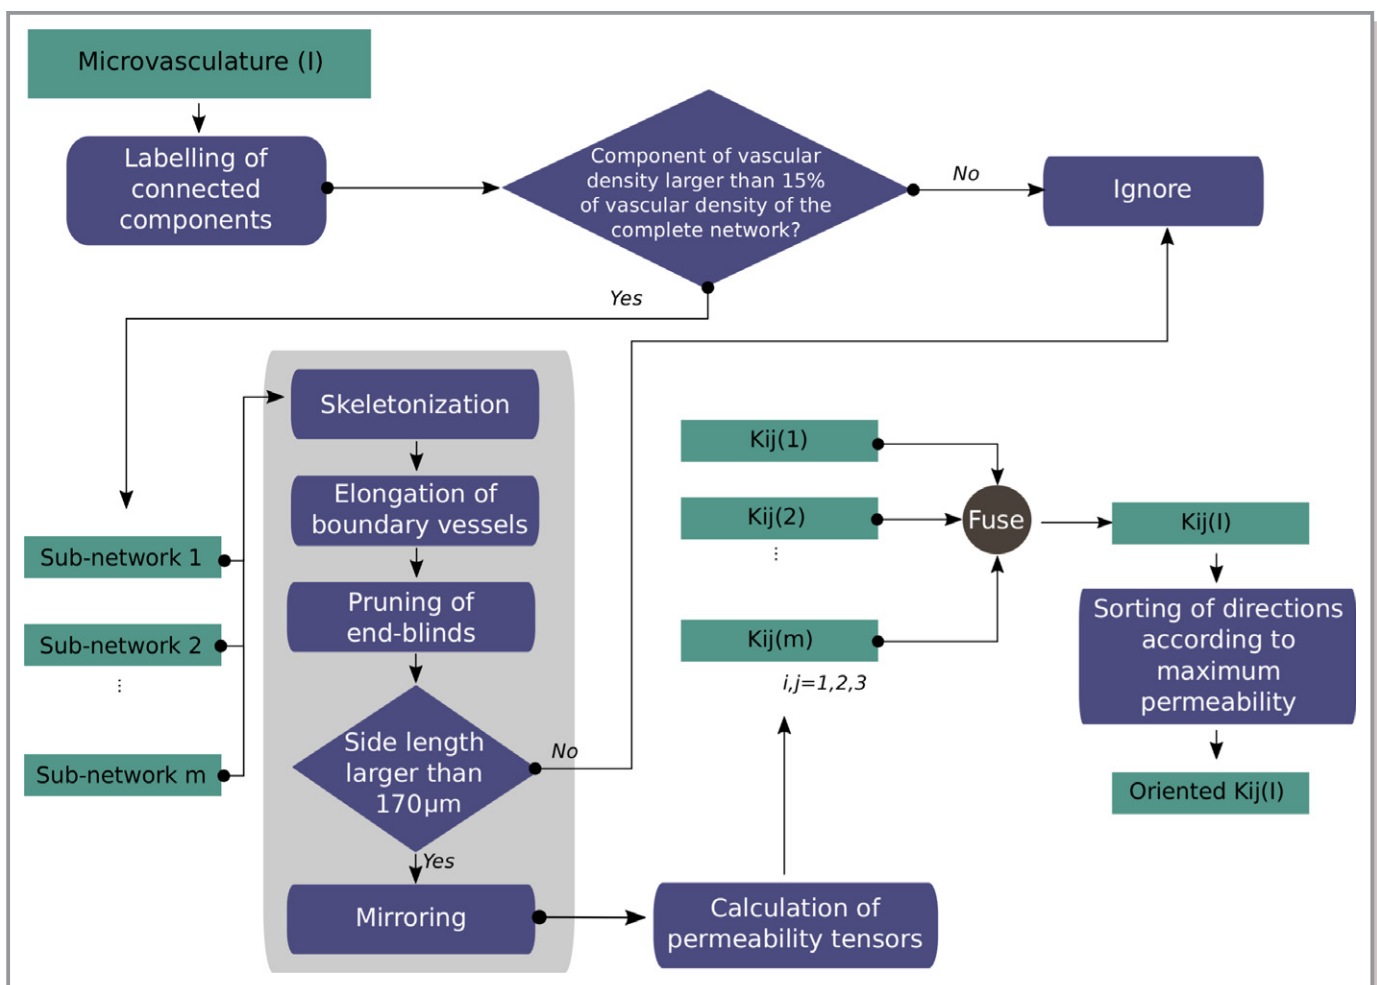 Microvasculature (I)
Labelling of
connected
components
Component of vascular
density larger than 15%
of vascular density of the
complete network?
No
Ignore
Yes
Skeletonization
Elongation of
boundary vessels
Pruning of
end-blinds
Side length
larger than
170µm
No
Yes
Mirroring
Sub-network 1
Sub-network 2
...
Sub-network m
Calculation of
permeability tensors
Kij(1)
Kij(2)
...
Kij(m)
i,j=1,2,3
Fuse
Kij(I)
Sorting of directions
according to
maximum
permeability
Oriented Kij(I)